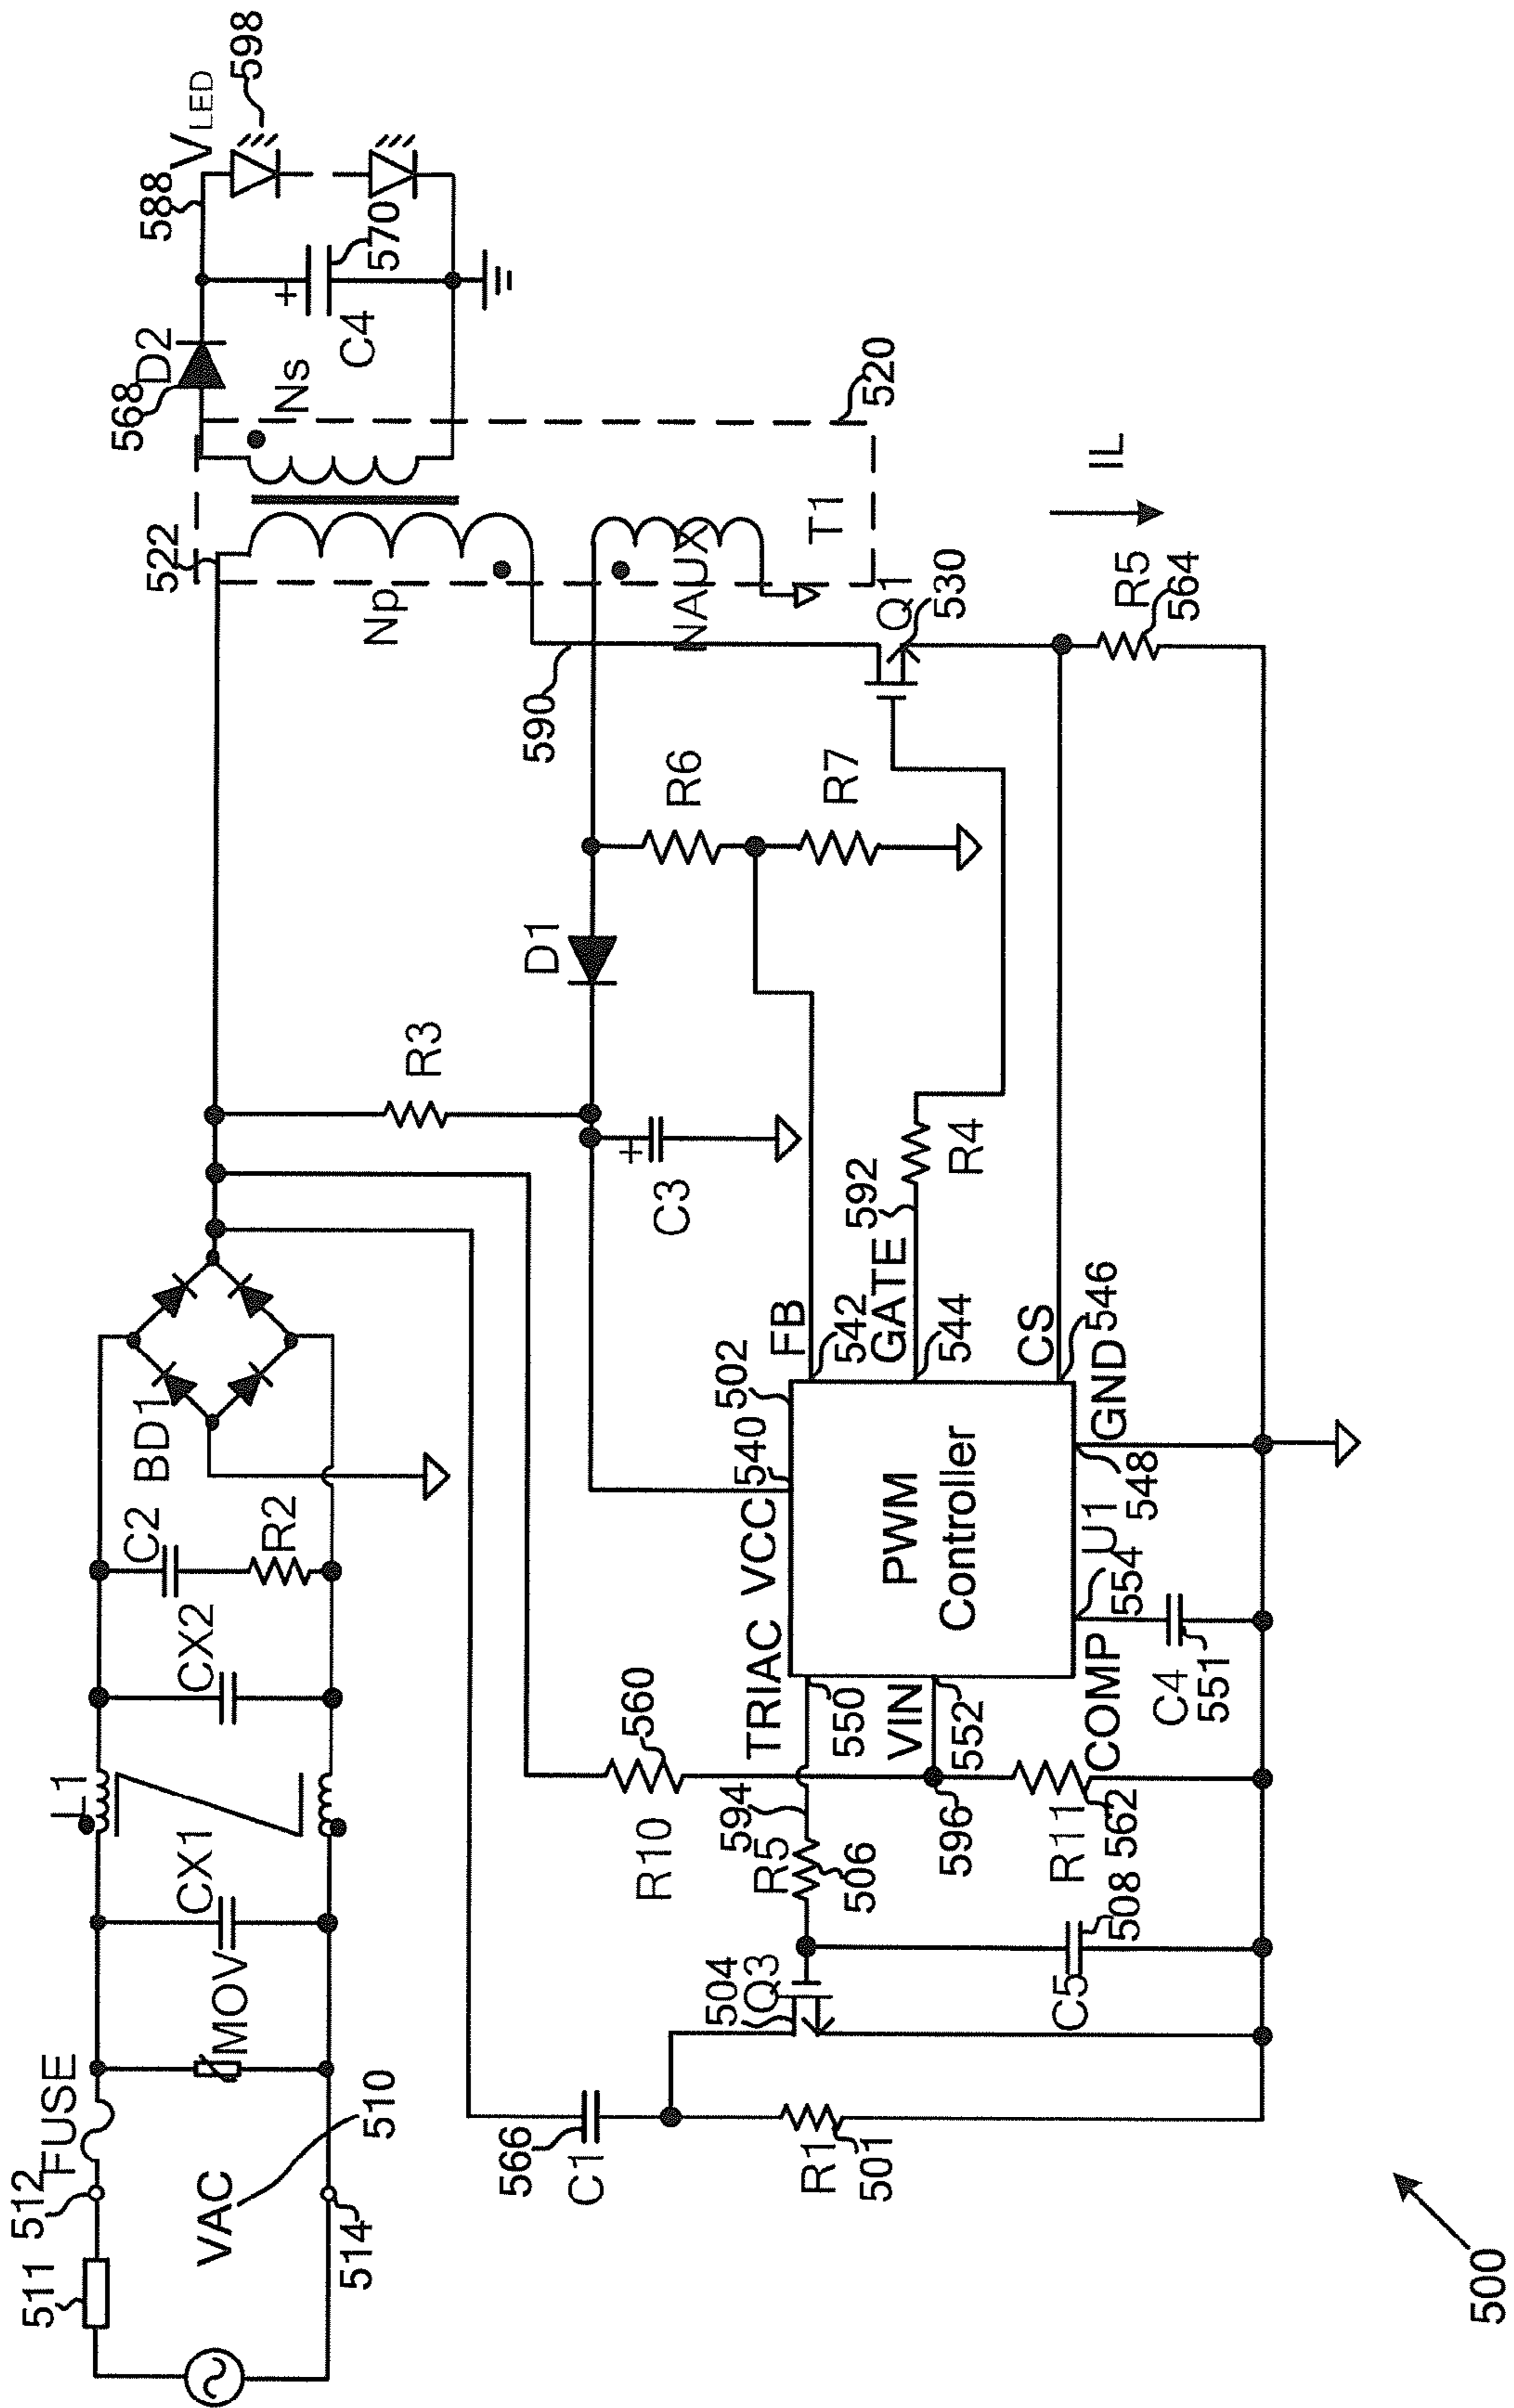 511
512
FUSE
VAC
510
514
MOV
CX1
L1
CX2
C2
R2
BD1
522
Np
568
D2
Ns
588
VLED
598
C4
570
520
T1
NAUX
590
R3
D1
R6
R7
C3
566
C1
R1
501
504
Q3
R5
506
594
C5
508
R10
560
596
R11
562
TRIAC
VCC
540
502
550
VIN
552
PWM
Controller
FB
542
GATE
592
544
R4
CS
546
GND
548
U1
554
COMP
C4
551
Q1
530
R5
564
IL
500